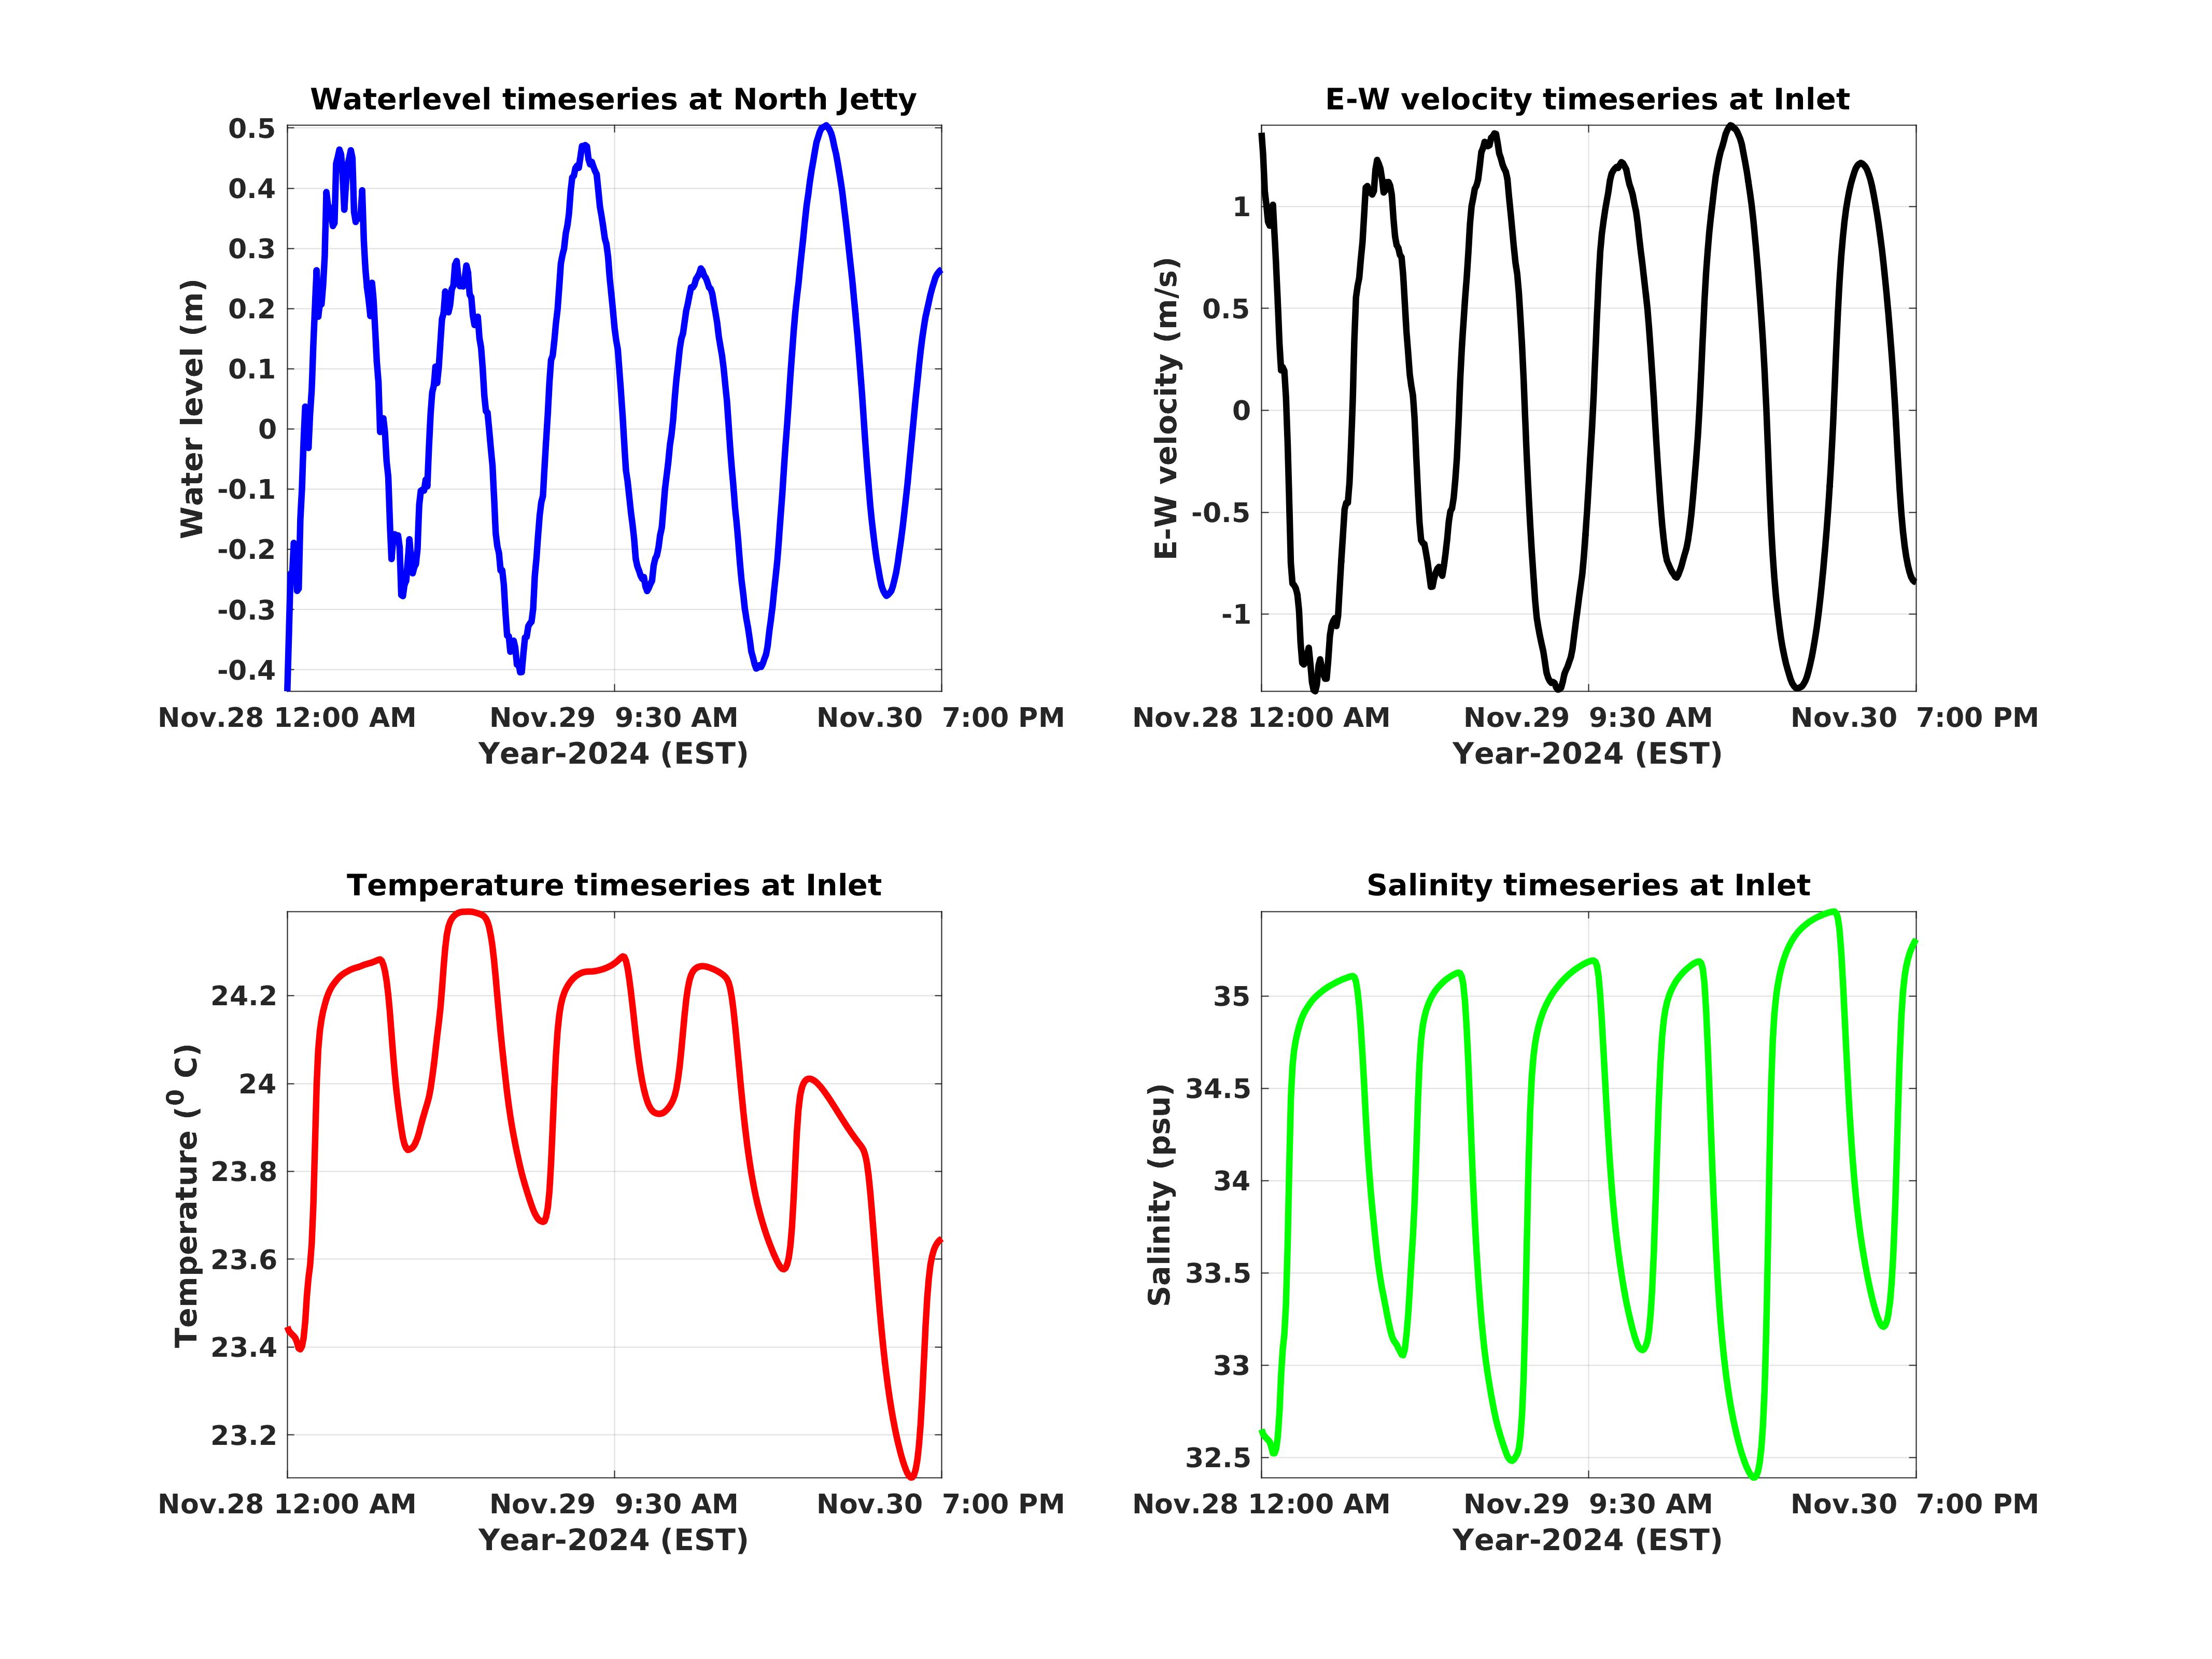 Waterlevel timeseries at North Jetty
0.5
0.4
0.3
0.2
0.1
0
-0.1
-0.2
-0.3
-0.4
Water level (m)
Nov.28 12:00 AM Nov.29 9:30 AM Nov.30 7:00 PM
Year-2024 (EST)
E-W velocity timeseries at Inlet
1
0.5
0
-0.5
-1
E-W velocity (m/s)
Nov.28 12:00 AM Nov.29 9:30 AM Nov.30 7:00 PM
Year-2024 (EST)
Temperature timeseries at Inlet
24.2
24
23.8
23.6
23.4
23.2
Temperature (⁰ C)
Nov.28 12:00 AM Nov.29 9:30 AM Nov.30 7:00 PM
Year-2024 (EST)
Salinity timeseries at Inlet
35
34.5
34
33.5
33
32.5
Salinity (psu)
Nov.28 12:00 AM Nov.29 9:30 AM Nov.30 7:00 PM
Year-2024 (EST)